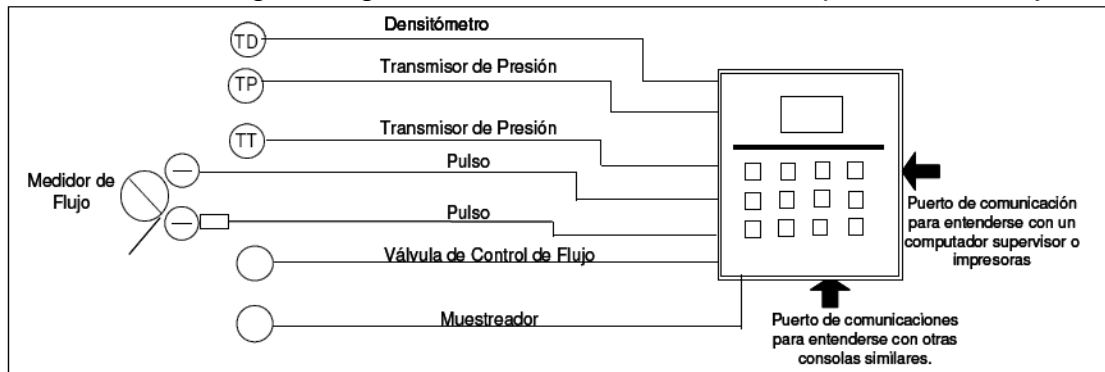 Densitómetro
TD
Transmisor de Presión
TP
Transmisor de Presión
TT
Pulso
Medidor de
Flujo
Pulso
Válvula de Control de Flujo
Muestreador
Puerto de comunicación
para entenderse con un
computador supervisor o
impresoras
Puerto de comunicaciones
para entenderse con otras
consolas similares.